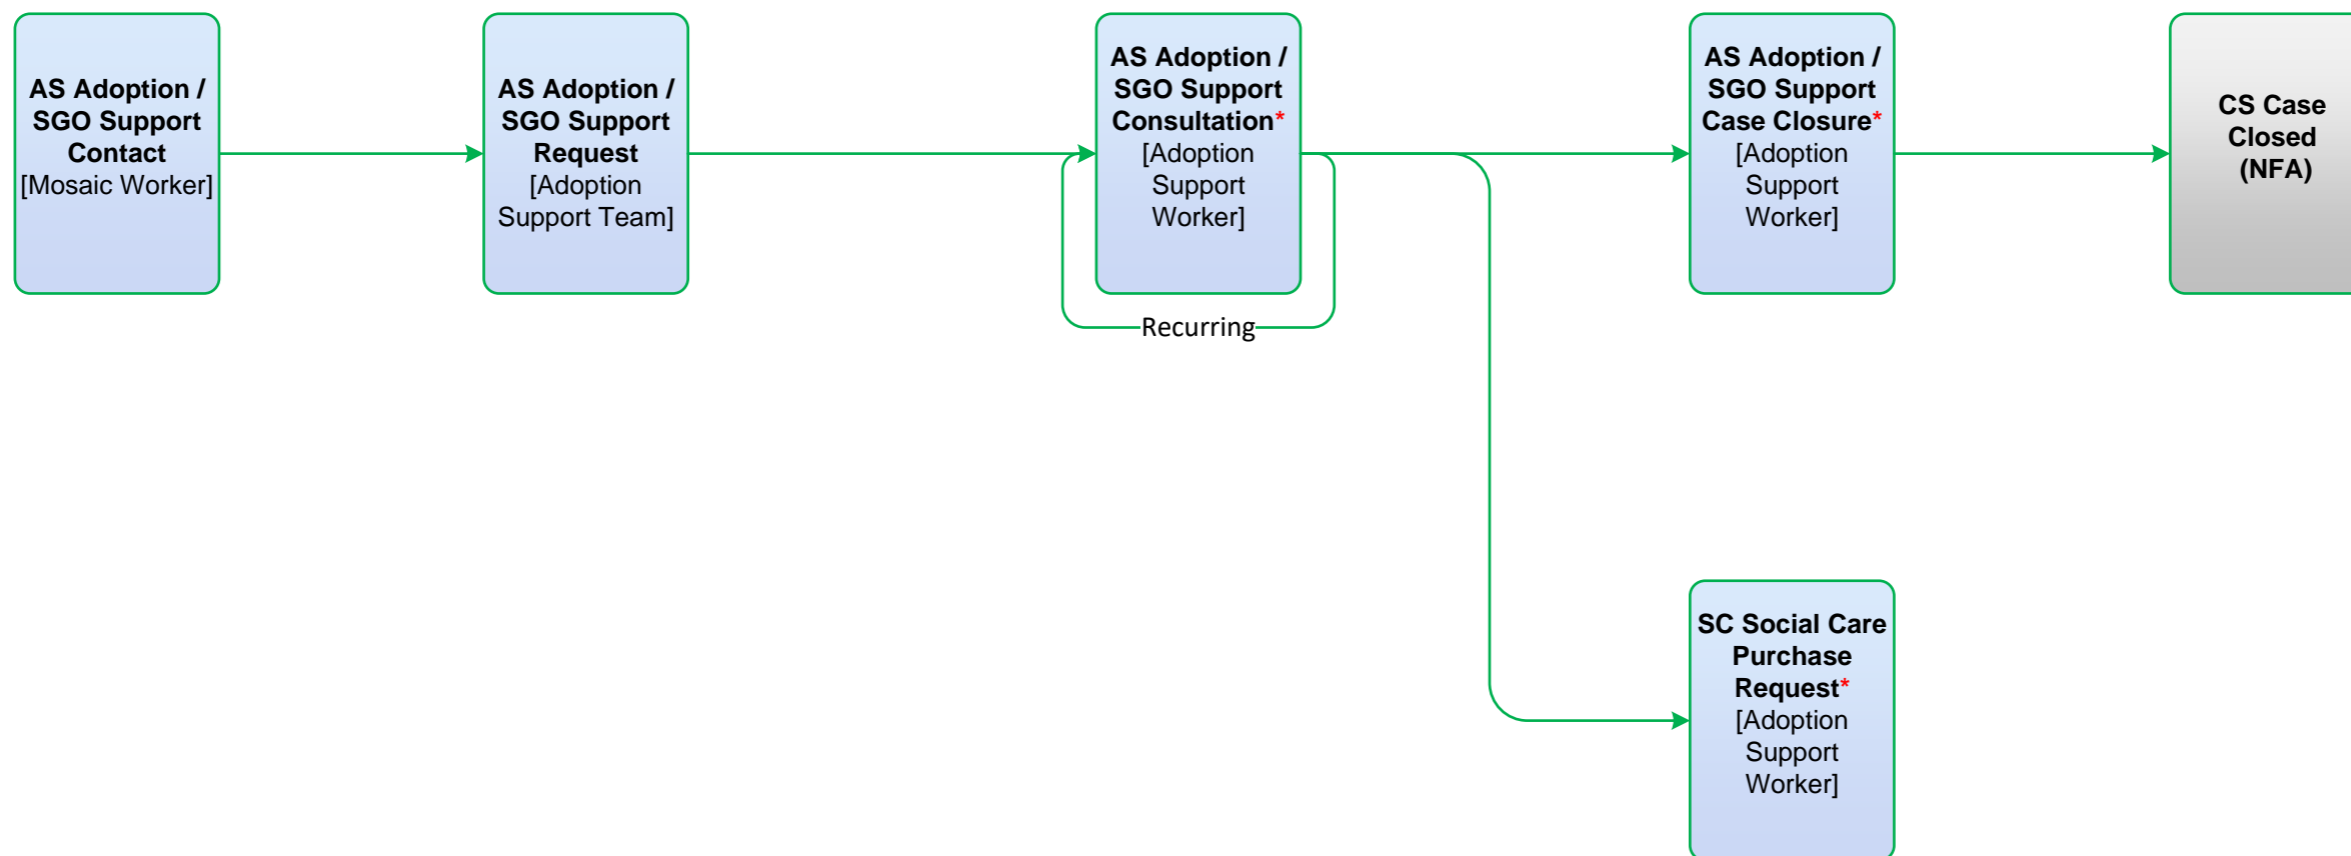 AS Adoption /
SGO Support
Contact
[Mosaic Worker]
AS Adoption /
SGO Support
Request
[Adoption
Support Team]
AS Adoption /
SGO Support
Consultation*
[Adoption
Support
Worker]
Recurring
AS Adoption /
SGO Support
Case Closure*
[Adoption
Support
Worker]
CS Case
Closed
(NFA)
SC Social Care
Purchase
Request*
[Adoption
Support
Worker]